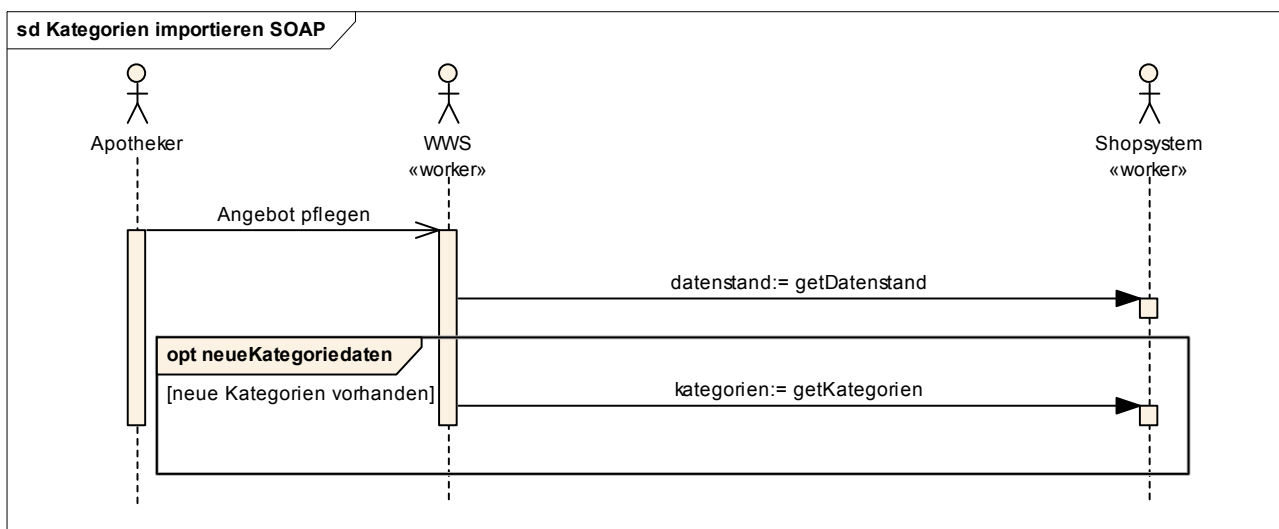 sd Kategorien importieren SOAP
Apotheker
WWS
«worker»
Shopsystem
«worker»
Angebot pflegen
datenstand:= getDatenstand
opt neueKategoriedaten
[neue Kategorien vorhanden]
kategorien:= getKategorien